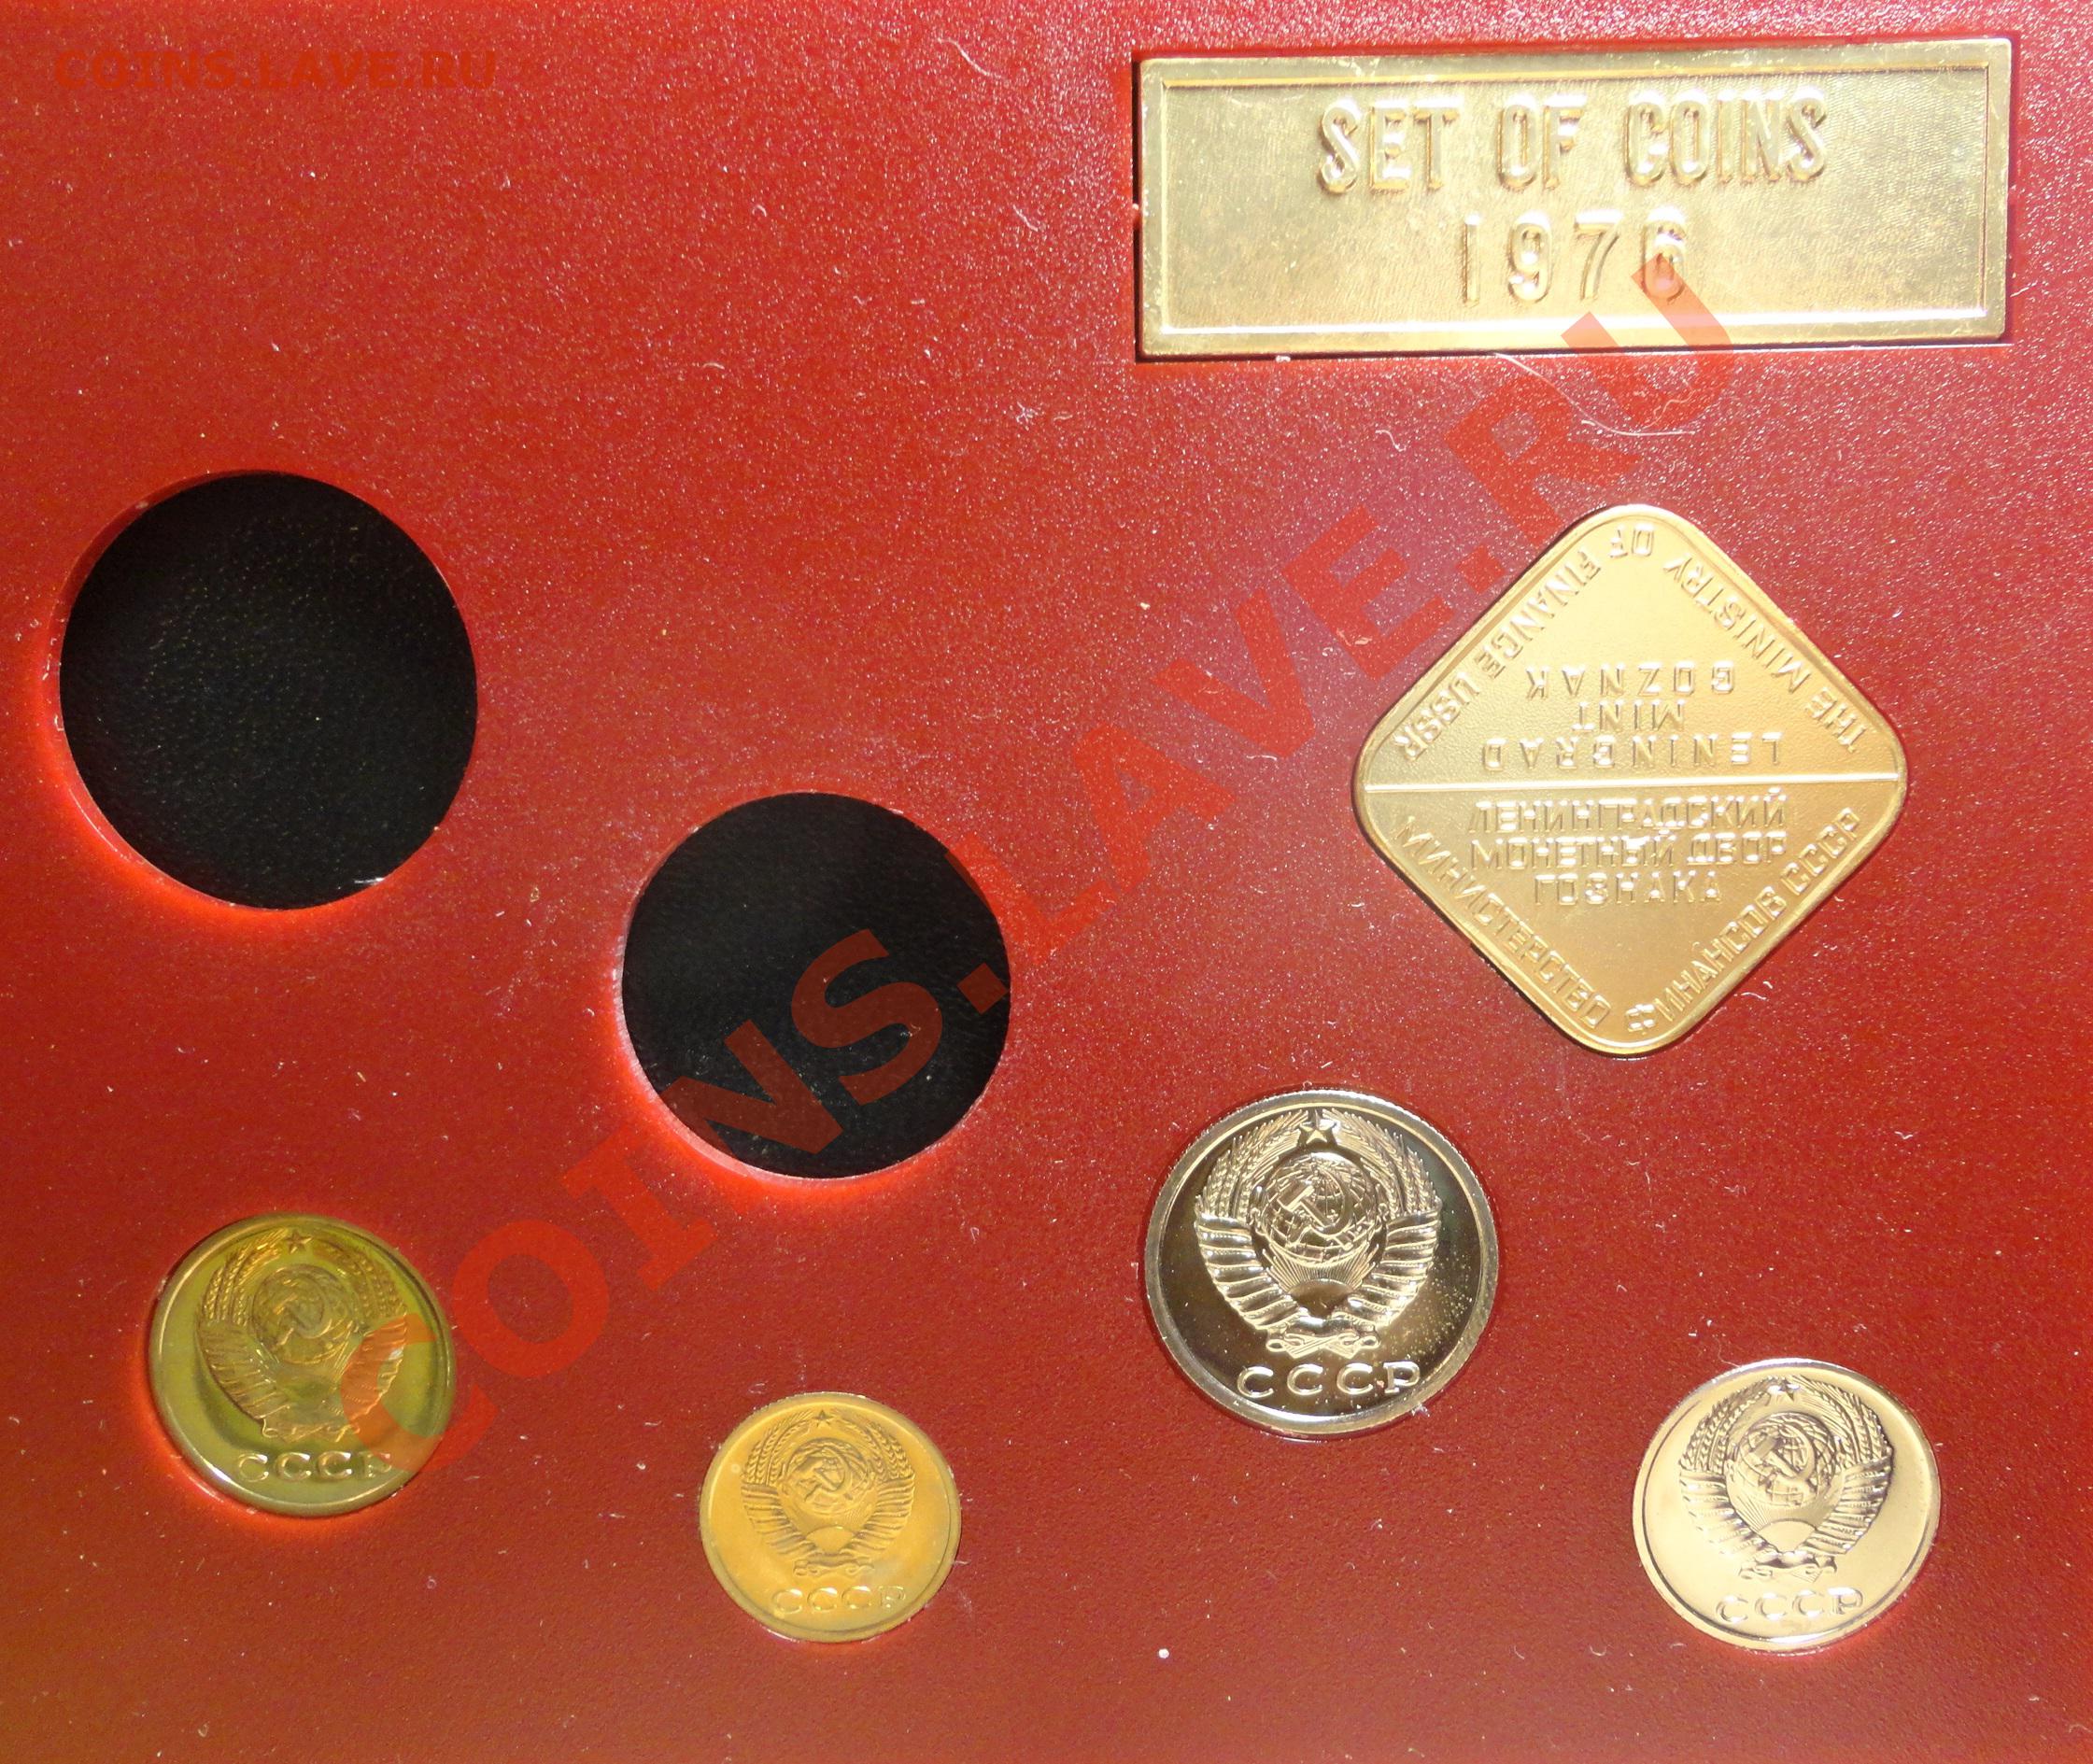 COINS.LAVE.RU
SET OF COINS
1976
THE MINISTRY OF FINANCE USSR
LENINGRAD
MINT
GOZNAK
ЛЕНИНГРАДСКИЙ
МОНЕТНЫЙ ДВОР
ГОЗНАКА
МИНИСТЕРСТВО ФИНАНСОВ СССР
COINS.LAVE.RU
СССР
СССР
СССР
СССР